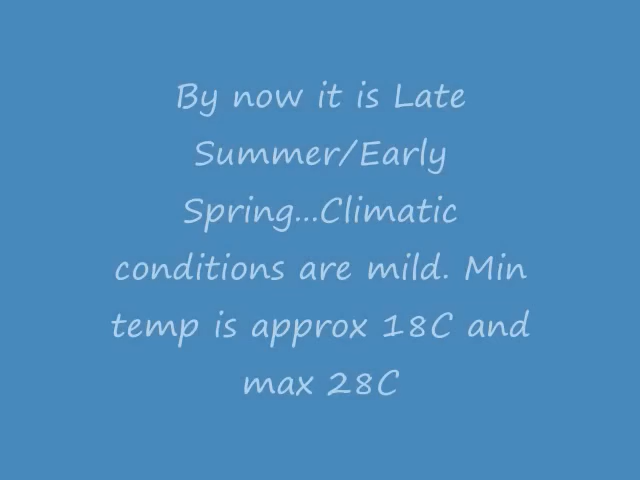 By now it is Late
Summer/Early
Spring...Climatic
conditions are mild. Min
temp is approx 18C and
max 28C